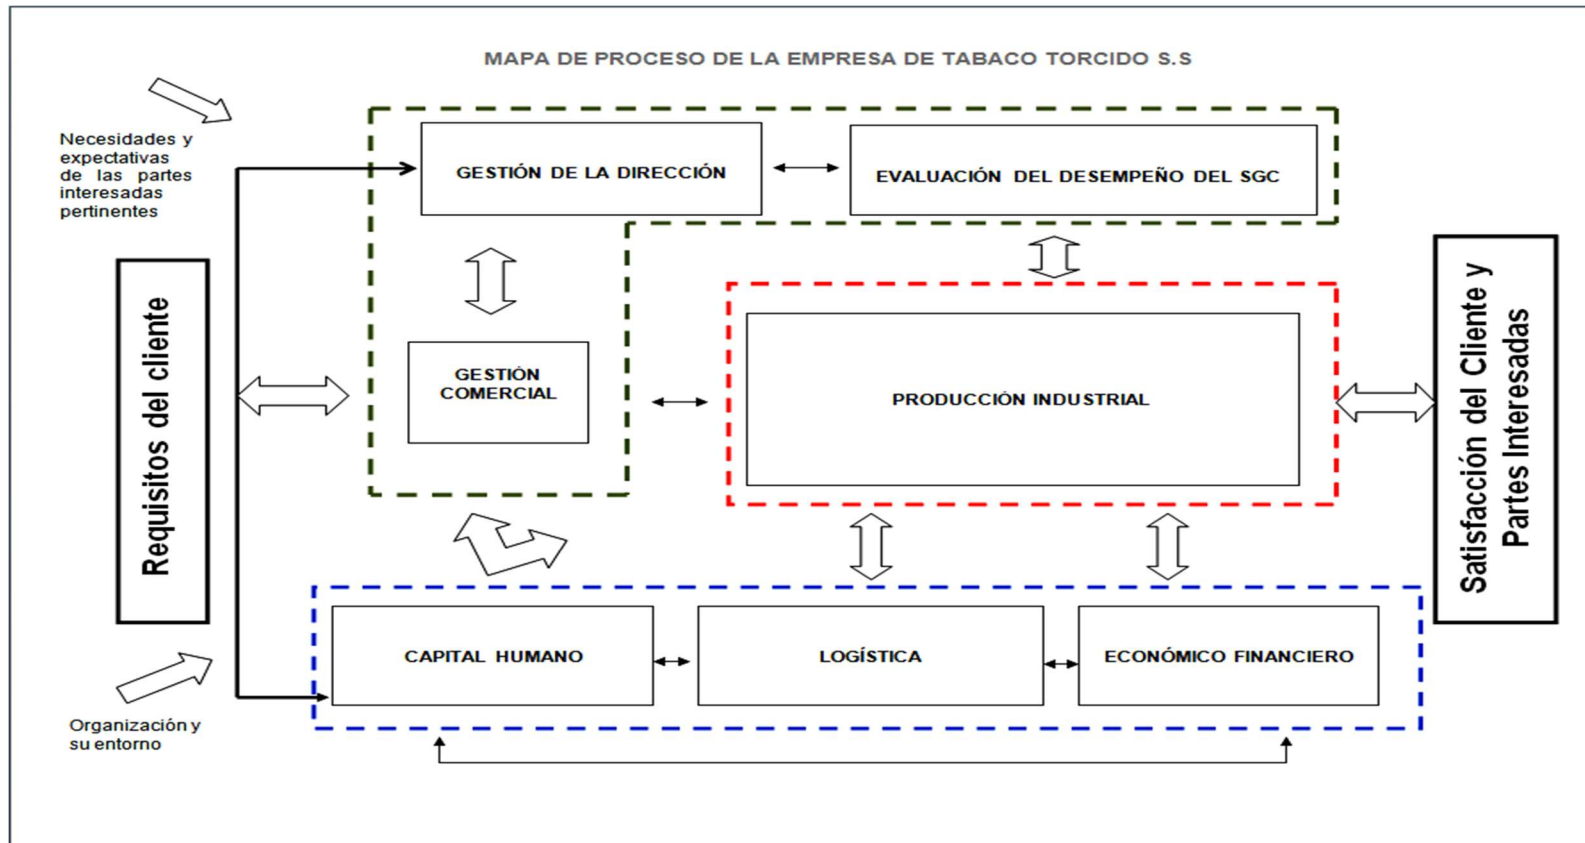 MAPA DE PROCESO DE LA EMPRESA DE TABACO TORCIDO S.S
Necesidades y
expectativas
de las partes
interesadas
pertinentes
GESTIÓN DE LA DIRECCIÓN
EVALUACIÓN DEL DESEMPEÑO DEL SGC
Requisitos del cliente
GESTIÓN
COMERCIAL
PRODUCCIÓN INDUSTRIAL
Satisfacción del Cliente y
Partes Interesadas
CAPITAL HUMANO
LOGÍSTICA
ECONÓMICO FINANCIERO
Organización y
su entorno